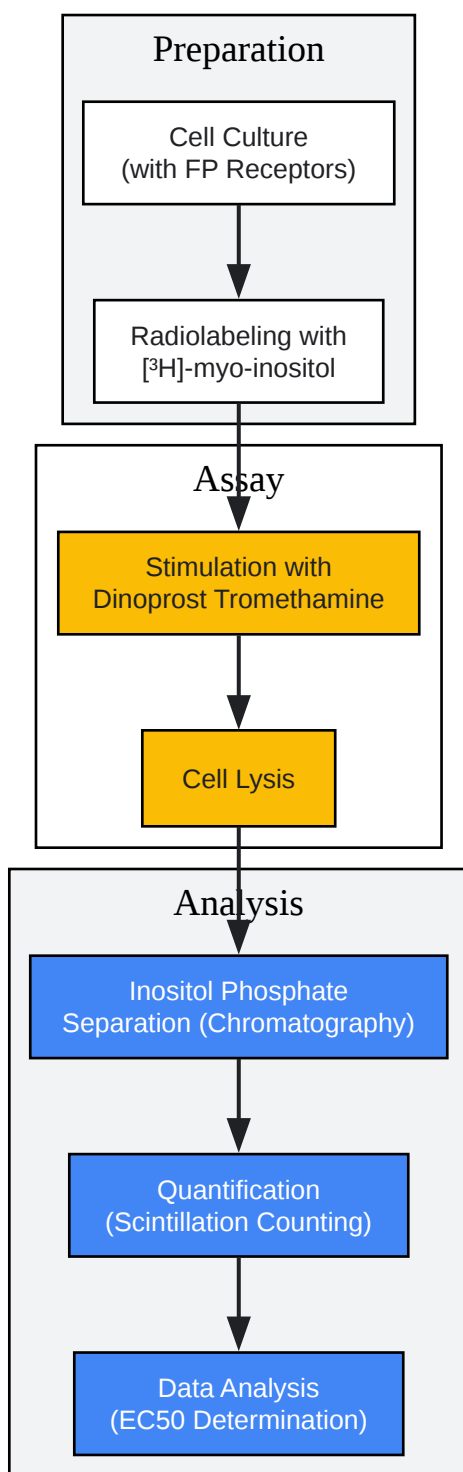 Preparation
Cell Culture
(with FP Receptors)
Radiolabeling with
[³H]-myo-inositol
Assay
Stimulation with
Dinoprost Tromethamine
Cell Lysis
Analysis
Inositol Phosphate
Separation (Chromatography)
Quantification
(Scintillation Counting)
Data Analysis
(EC50 Determination)